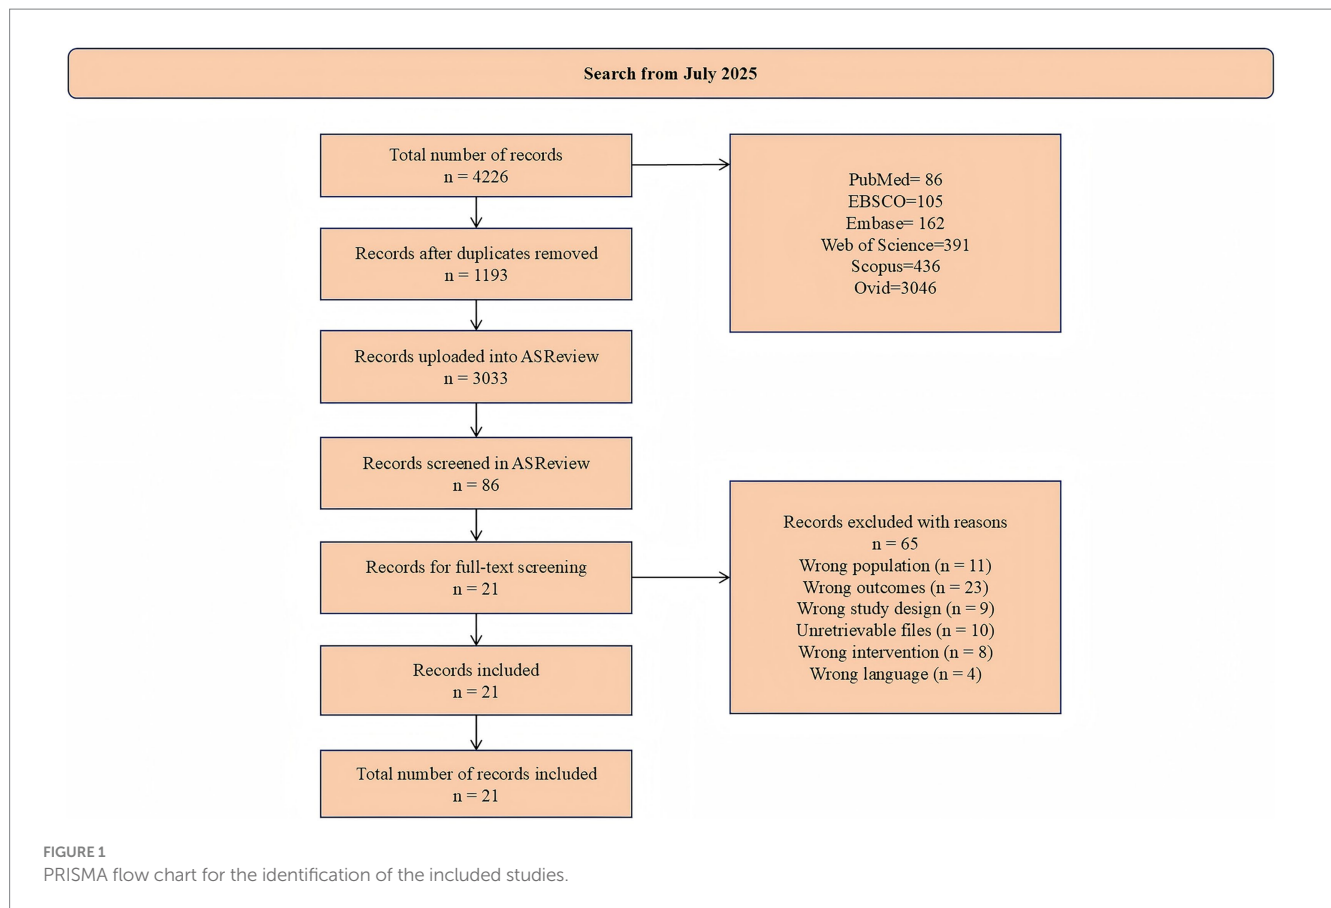 Search from July 2025
Total number of records
n = 4226
PubMed= 86
EBSCO=105
Embase= 162
Web of Science=391
Scopus=436
Ovid=3046
Records after duplicates removed
n = 1193
Records uploaded into ASReview
n = 3033
Records screened in ASReview
n = 86
Records for full-text screening
n = 21
Records excluded with reasons
n = 65
Wrong population (n = 11)
Wrong outcomes (n = 23)
Wrong study design (n = 9)
Unretrievable files (n = 10)
Wrong intervention (n = 8)
Wrong language (n = 4)
Records included
n = 21
Total number of records included
n = 21
FIGURE 1
PRISMA flow chart for the identification of the included studies.